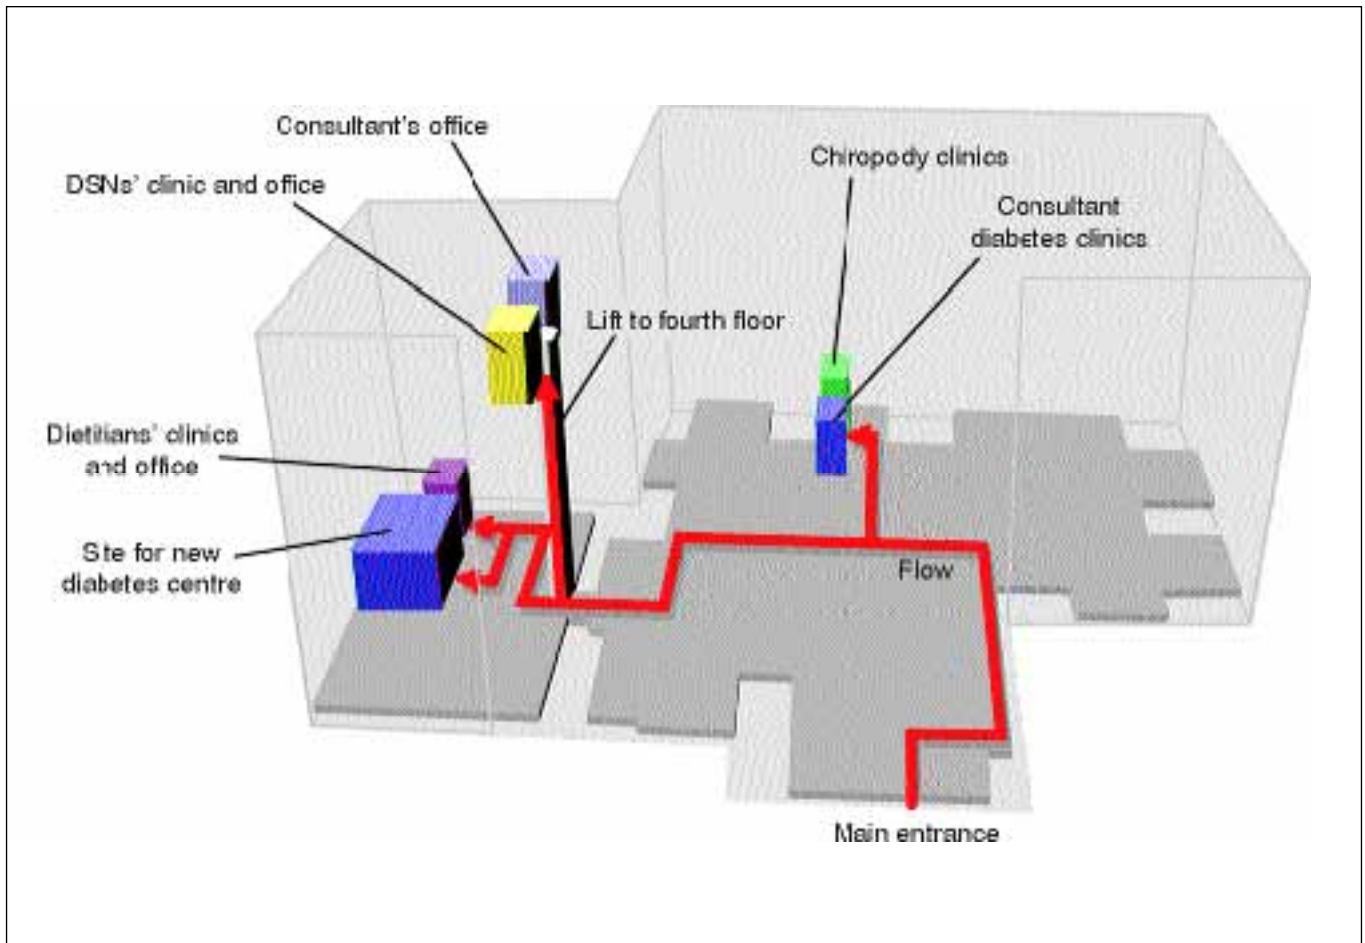 Consultant's office
DSNs' clinic and office
Chiropody clinics
Consultant
diabetes clinics
Lift to fourth floor
Dietitians' clinics
and office
Site for new
diabetes centre
Flow
Main entrance